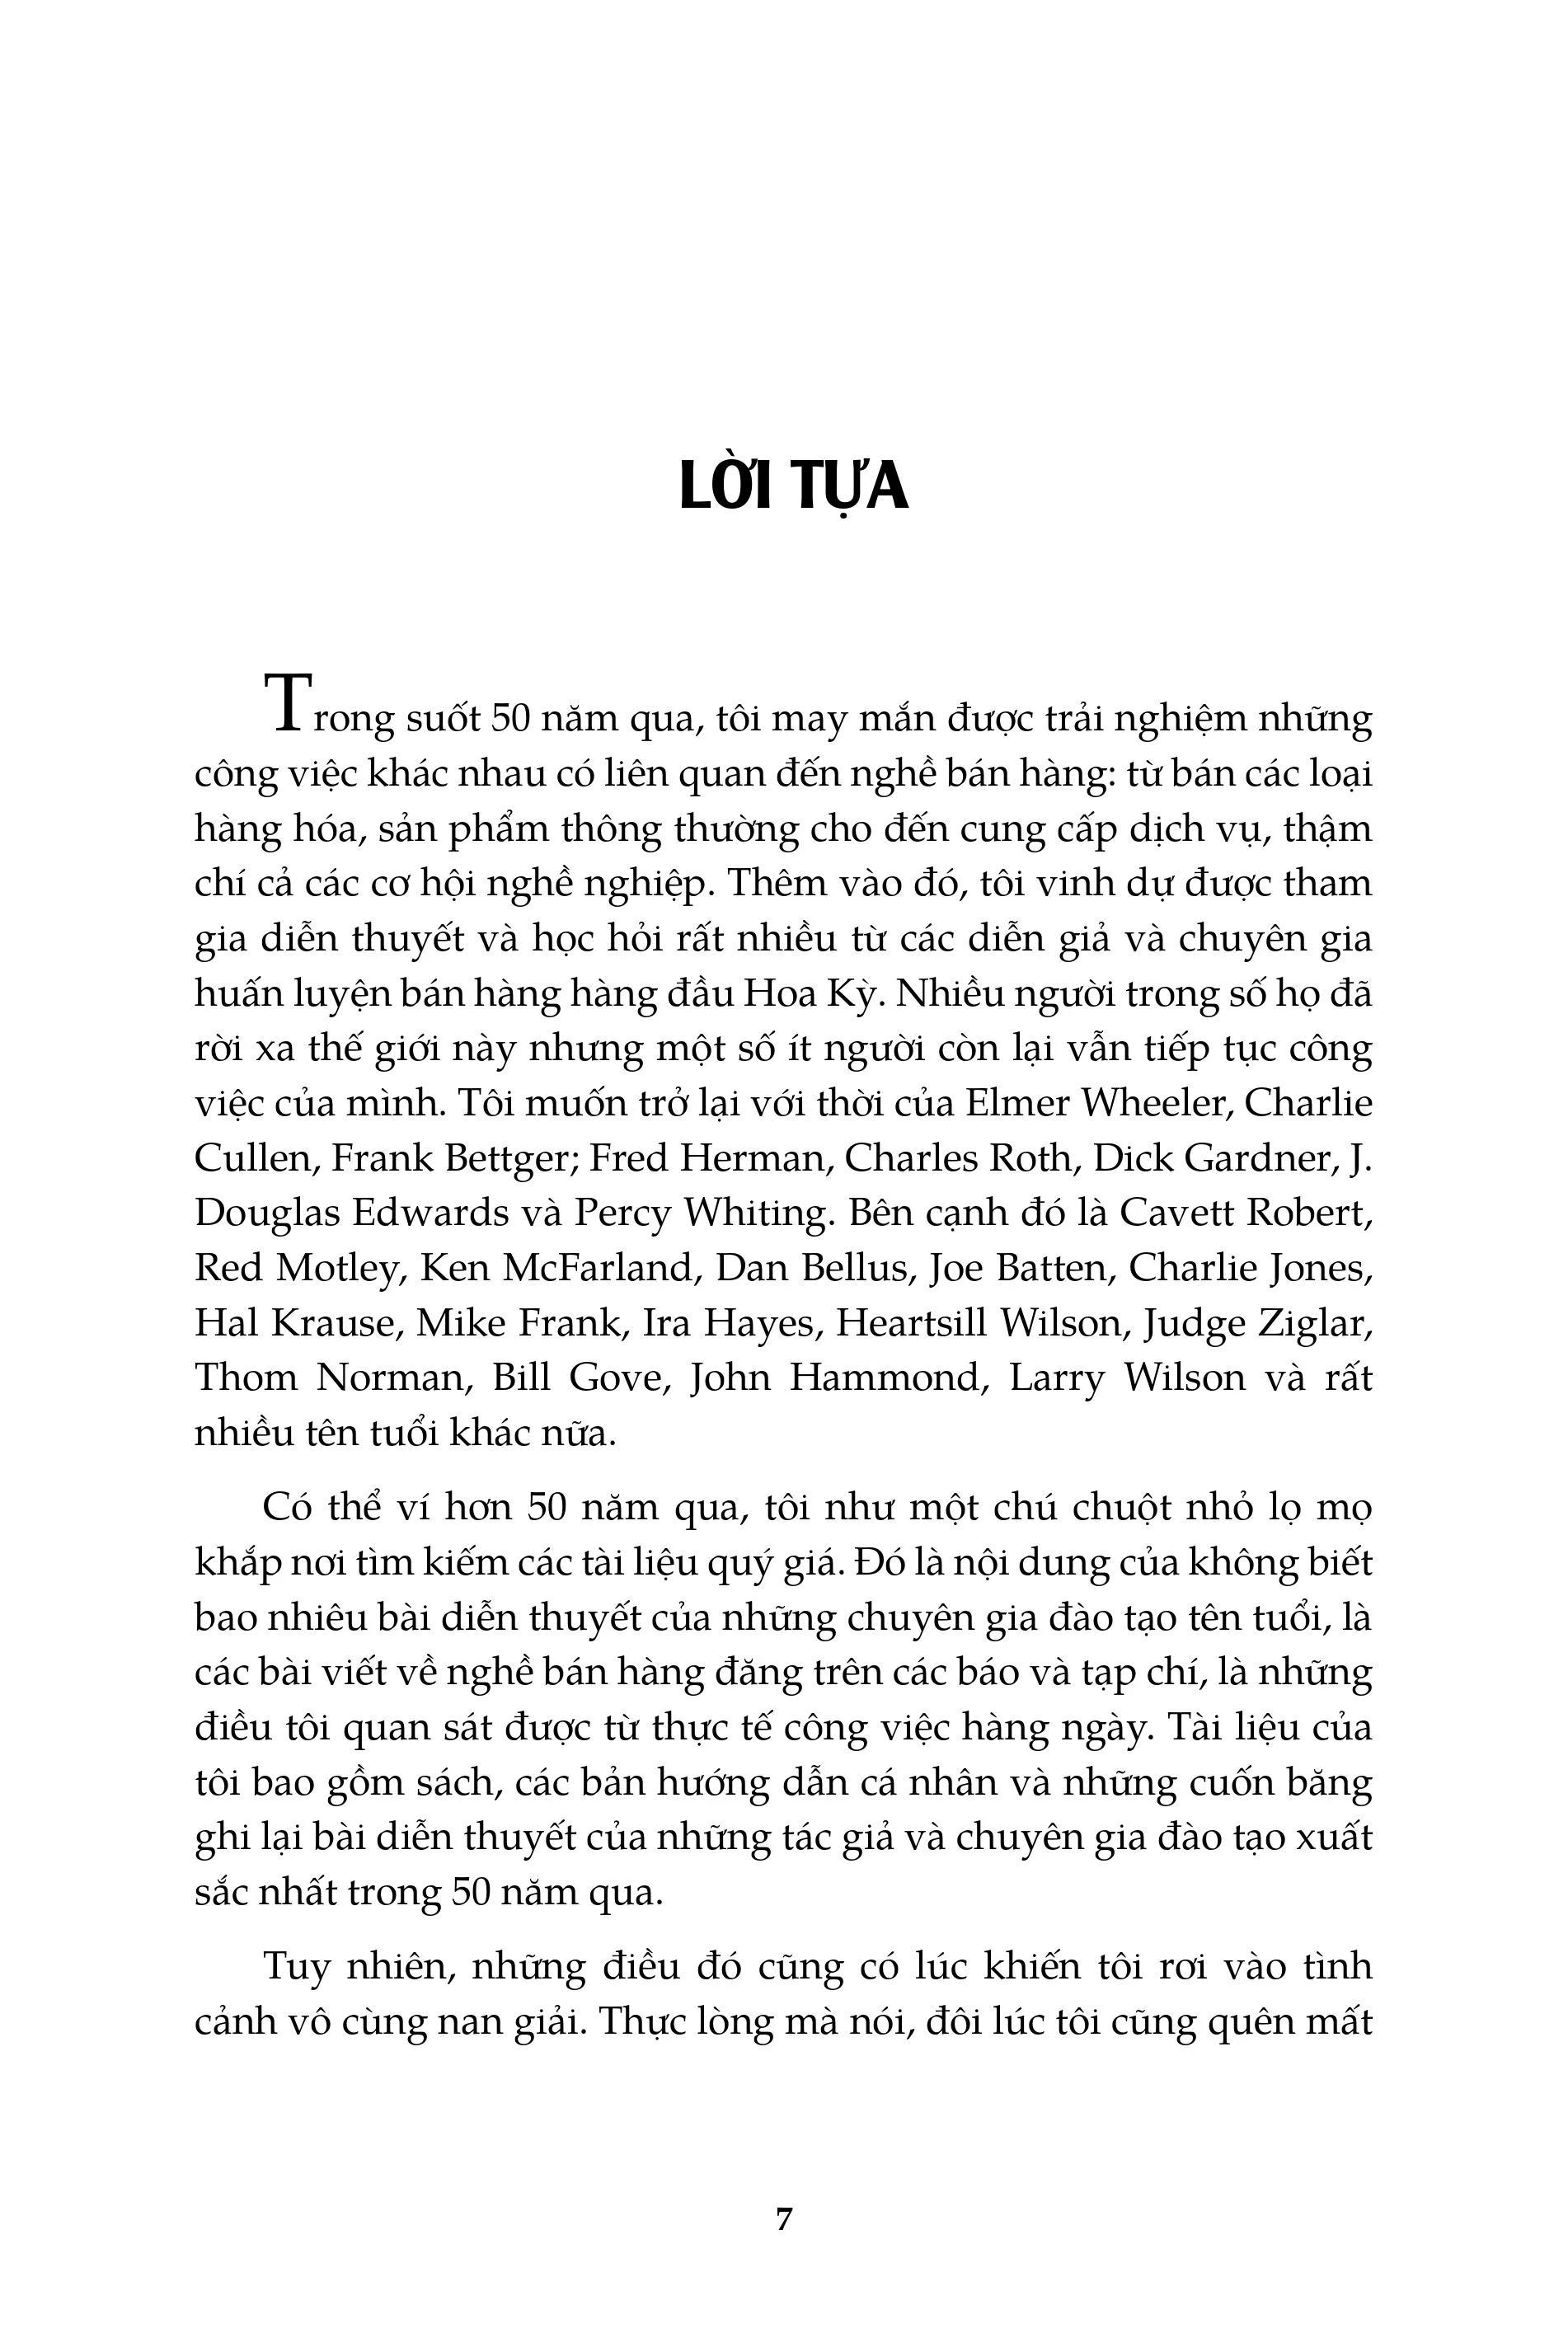 LỜI TỰA
Trong suốt 50 năm qua, tôi may mắn được trải nghiệm những
công việc khác nhau có liên quan đến nghề bán hàng: từ bán các loại
hàng hóa, sản phẩm thông thường cho đến cung cấp dịch vụ, thậm
chí cả các cơ hội nghề nghiệp. Thêm vào đó, tôi vinh dự được tham
gia diễn thuyết và học hỏi rất nhiều từ các diễn giả và chuyên gia
huấn luyện bán hàng hàng đầu Hoa Kỳ. Nhiều người trong số họ đã
rời xa thế giới này nhưng một số ít người còn lại vẫn tiếp tục công
việc của mình. Tôi muốn trở lại với thời của Elmer Wheeler, Charlie
Cullen, Frank Bettger; Fred Herman, Charles Roth, Dick Gardner, J.
Douglas Edwards và Percy Whiting. Bên cạnh đó là Cavett Robert,
Red Motley, Ken McFarland, Dan Bellus, Joe Batten, Charlie Jones,
Hal Krause, Mike Frank, Ira Hayes, Heartsill Wilson, Judge Ziglar,
Thom Norman, Bill Gove, John Hammond, Larry Wilson và rất
nhiều tên tuổi khác nữa.
Có thể ví hơn 50 năm qua, tôi như một chú chuột nhỏ lọ mọ
khắp nơi tìm kiếm các tài liệu quý giá. Đó là nội dung của không biết
bao nhiêu bài diễn thuyết của những chuyên gia đào tạo tên tuổi, là
các bài viết về nghề bán hàng đăng trên các báo và tạp chí, là những
điều tôi quan sát được từ thực tế công việc hàng ngày. Tài liệu của
tôi bao gồm sách, các bản hướng dẫn cá nhân và những cuốn băng
ghi lại bài diễn thuyết của những tác giả và chuyên gia đào tạo xuất
sắc nhất trong 50 năm qua.
Tuy nhiên, những điều đó cũng có lúc khiến tôi rơi vào tình
cảnh vô cùng nan giải. Thực lòng mà nói, đôi lúc tôi cũng quên mất
7